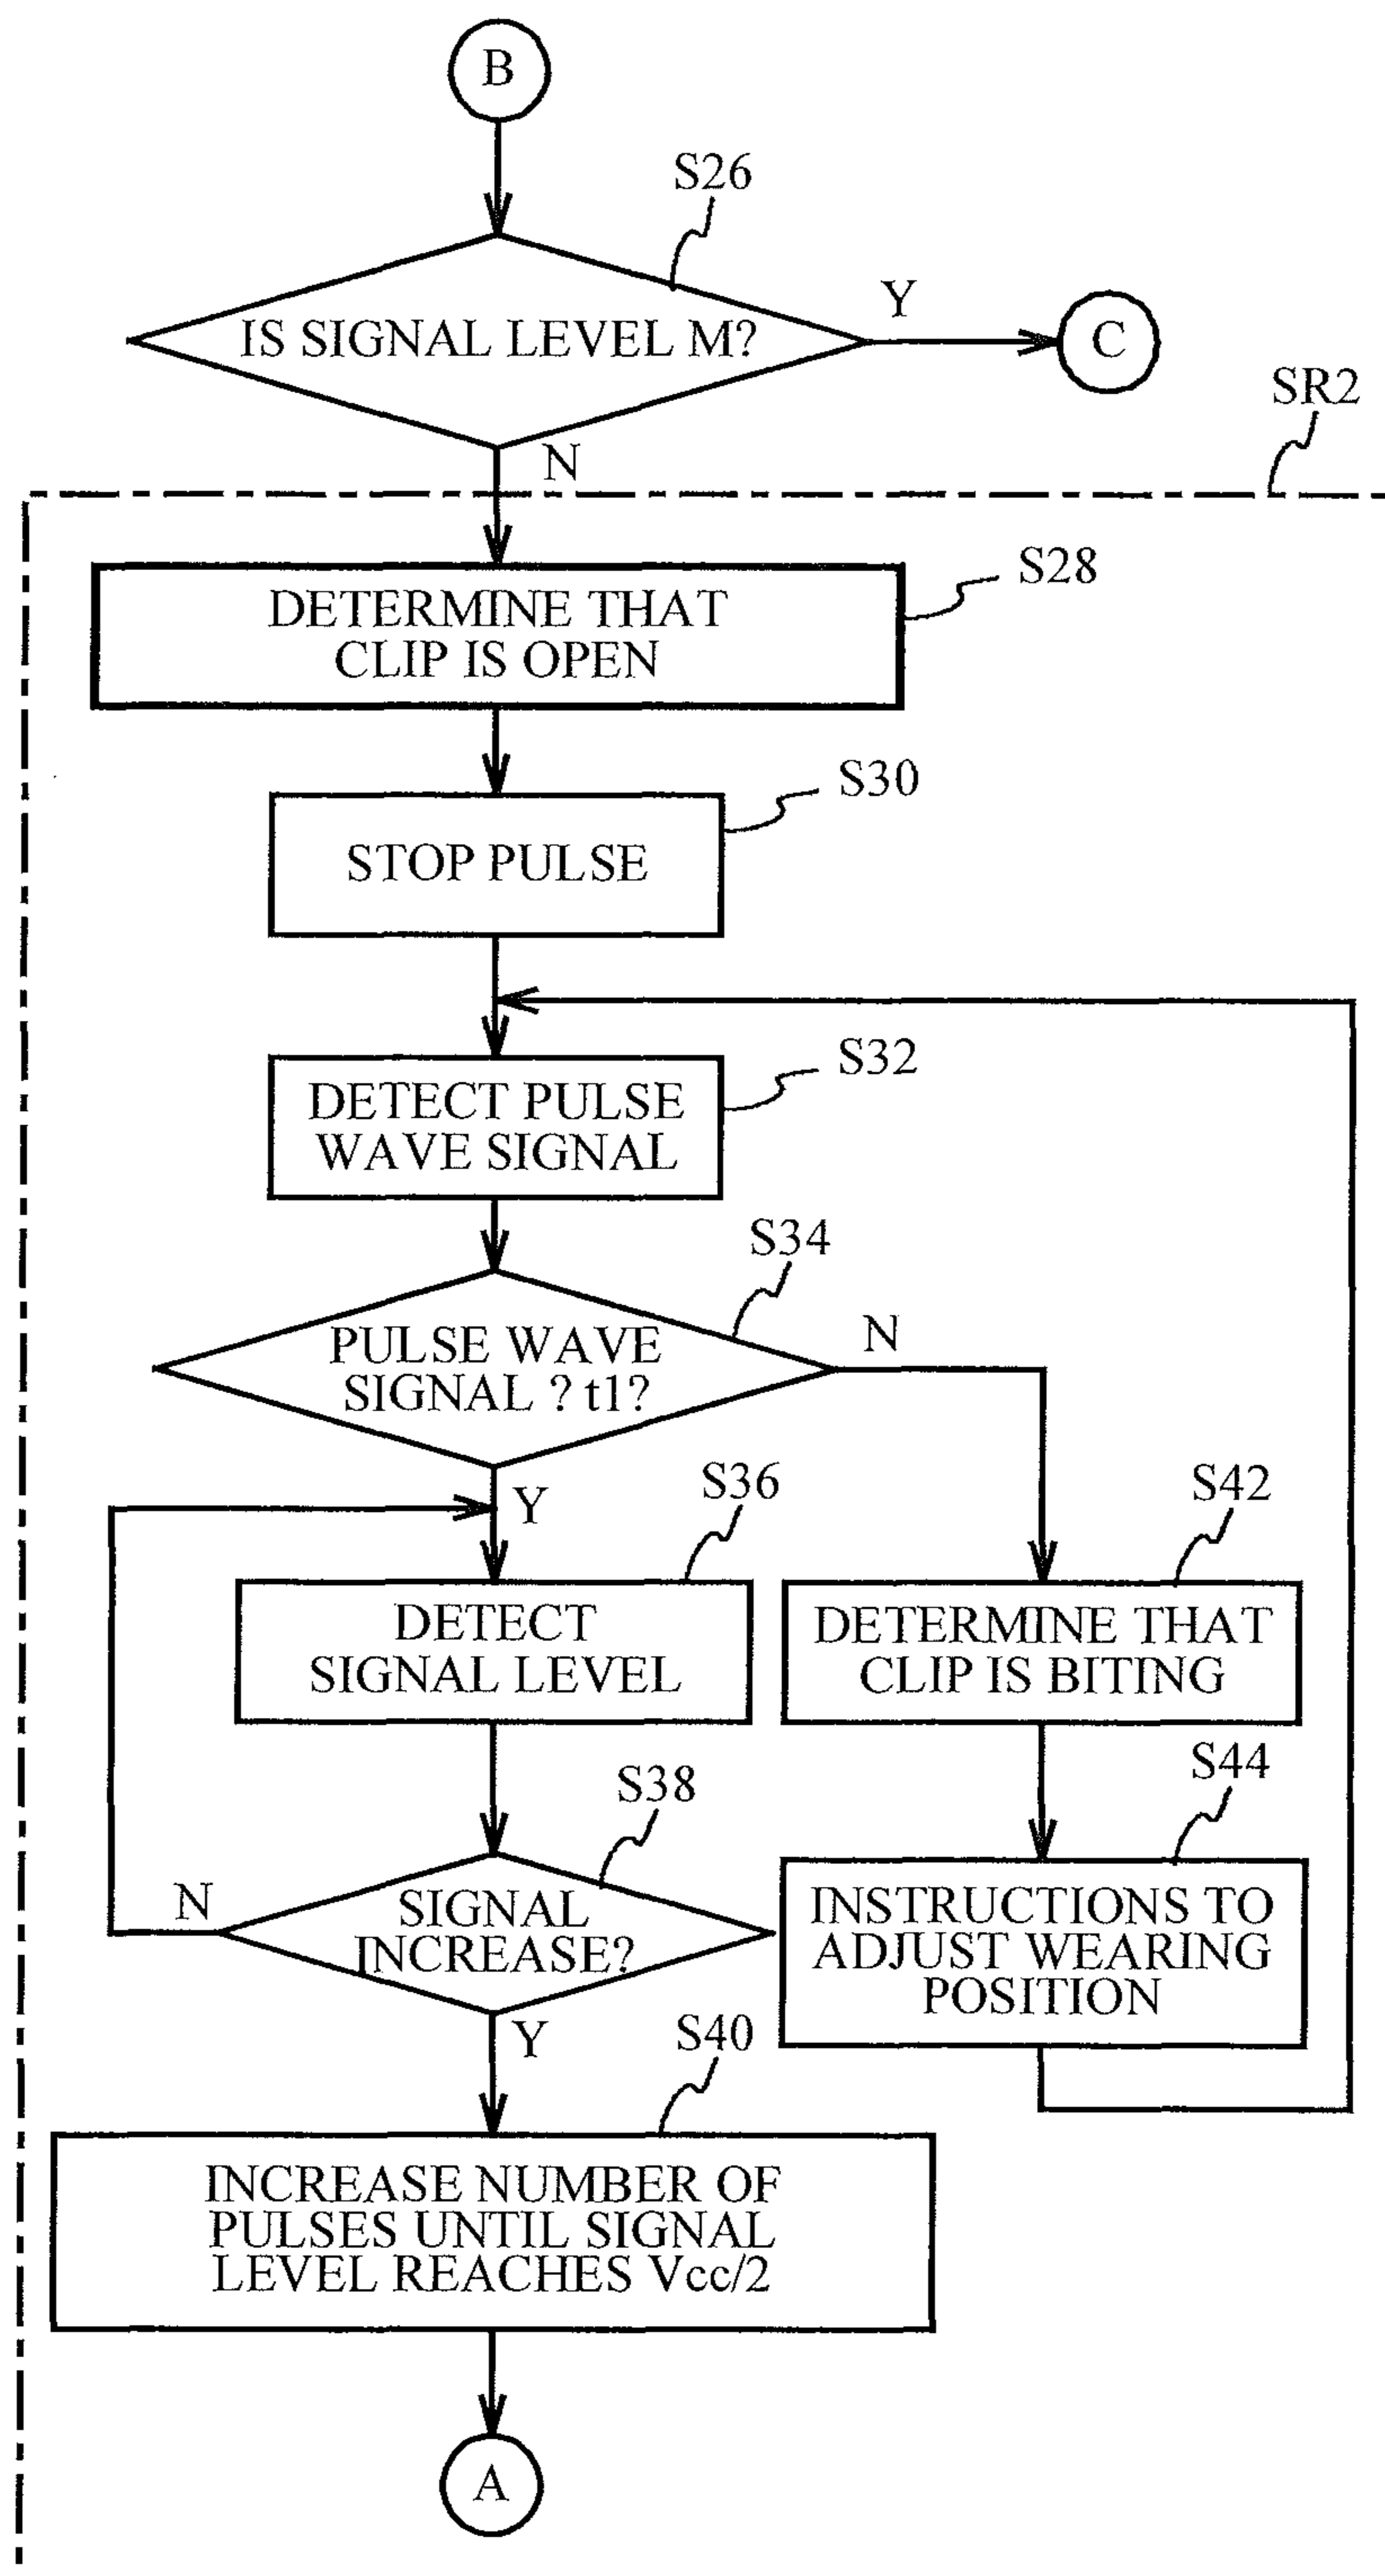 B
S26
IS SIGNAL LEVEL M?
Y
C
SR2
N
S28
DETERMINE THAT
CLIP IS OPEN
S30
STOP PULSE
S32
DETECT PULSE
WAVE SIGNAL
S34
PULSE WAVE
SIGNAL ? t1?
N
Y
S36
DETECT
SIGNAL LEVEL
S42
DETERMINE THAT
CLIP IS BITING
S38
SIGNAL
INCREASE?
N
Y
S44
INSTRUCTIONS TO
ADJUST WEARING
POSITION
S40
INCREASE NUMBER OF
PULSES UNTIL SIGNAL
LEVEL REACHES Vcc/2
A